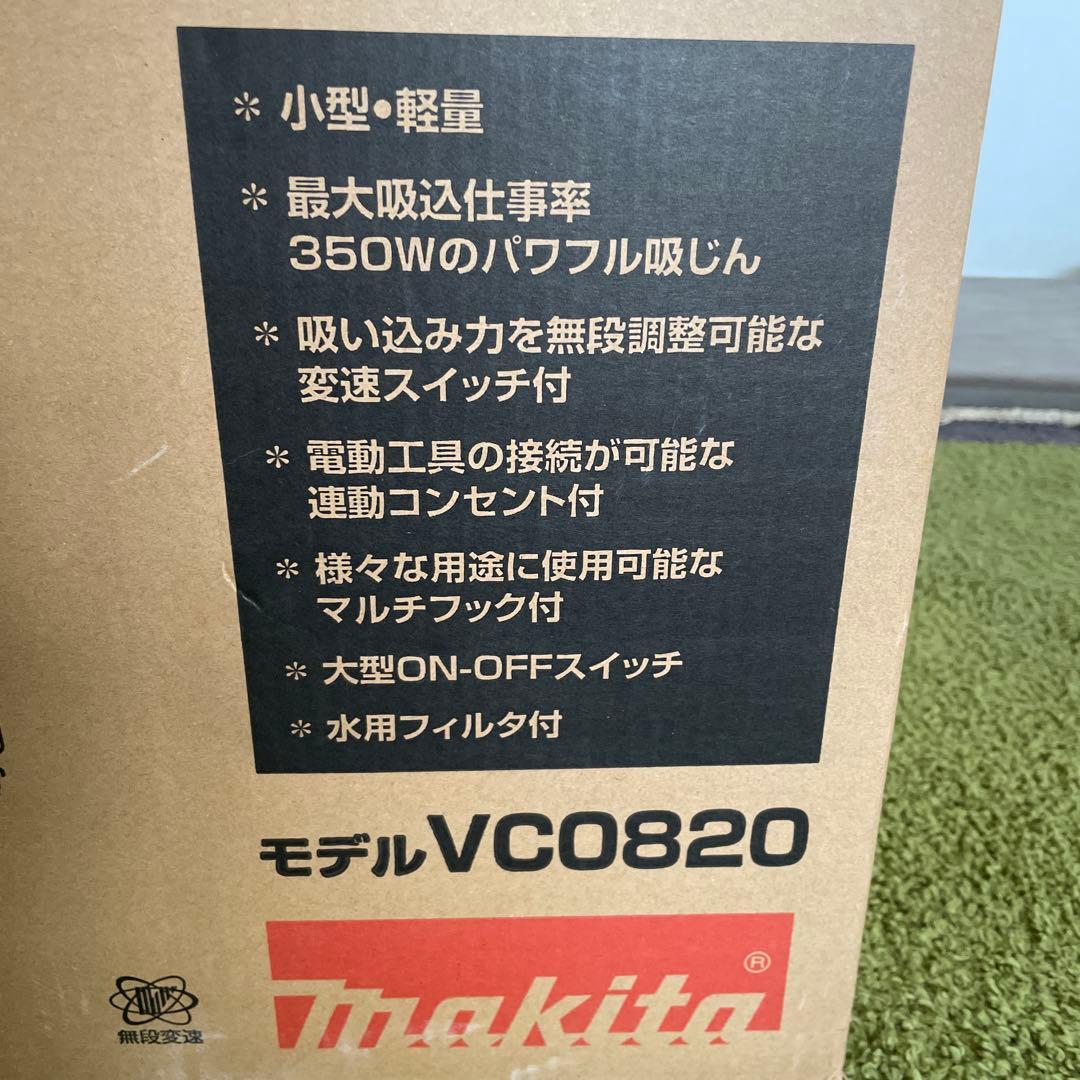 * 小型・軽量
* 最大吸込仕事率
350Wのパワフル吸じん
* 吸い込み力を無段調整可能な
変速スイッチ付
* 電動工具の接続が可能な
連動コンセント付
* 様々な用途に使用可能な
マルチフック付
* 大型ON-OFFスイッチ
* 水用フィルタ付
モデルVC0820
makita®
無段変速